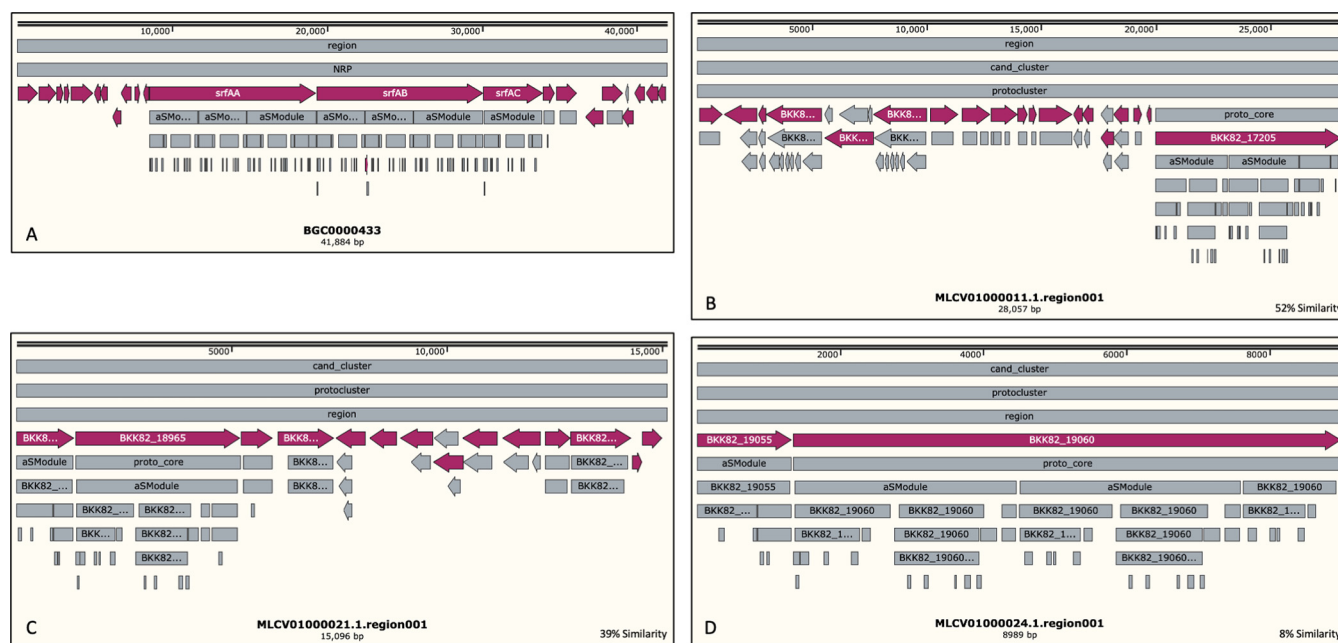 10,000 20,000 30,000 40,000
region
NRP
srfAA srfAB srfAC
aSMo... aSMo... aSModule aSMo... aSMo... aSModule aSModule
A
BGC0000433
41,884 bp
5000 10,000 15,000 20,000 25,000
region
cand_cluster
protocluster
BKK8... BKK8... proto_core
BKK8... BKK... BKK... BKK82_17205
aSModule aSModule
B
MLCV01000011.1.region001
28,057 bp
52% Similarity
5000 10,000 15,000
cand_cluster
protocluster
region
BKK8... BKK82_18965 BKK8... BKK82...
aSModule proto_core BKK8... BKK82_...
BKK82_... aSModule BKK8... BKK82...
BKK82_... BKK82...
BKK... BKK82...
BKK82...
C
MLCV01000021.1.region001
15,096 bp
39% Similarity
2000 4000 6000 8000
cand_cluster
protocluster
region
BKK82_19055 BKK82_19060
aSModule proto_core
BKK82_19055 aSModule aSModule BKK82_19060
BKK82_... BKK82_19060 BKK82_19060 BKK82_19060 BKK82_19060 BKK82_1...
BKK82_1... BKK82_19060 BKK82_1... BKK82_19060
BKK82_19060... BKK82_19060...
D
MLCV01000024.1.region001
8989 bp
8% Similarity